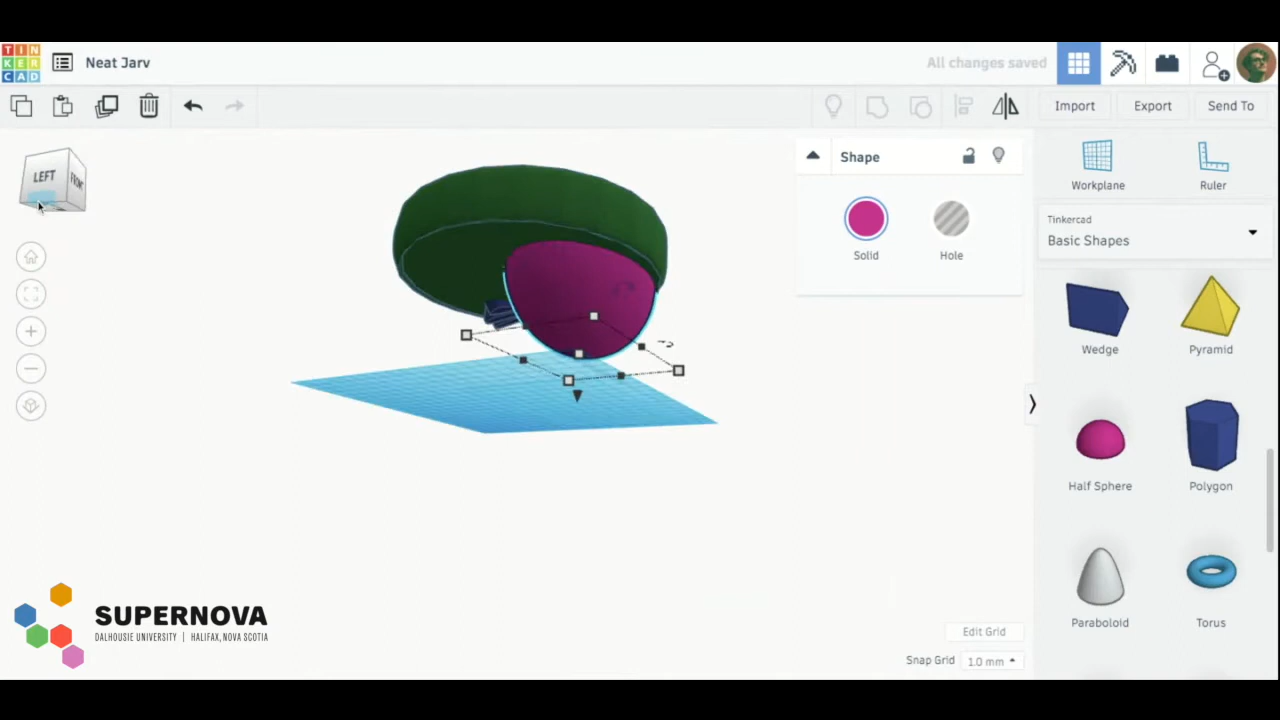 TIN
KER
CAD
Neat Jarv
All changes saved
Import
Export
Send To
LEFT
FRONT
Shape
Solid
Hole
Workplane
Ruler
Tinkercad
Basic Shapes
Wedge
Pyramid
Half Sphere
Polygon
Paraboloid
Torus
Edit Grid
Snap Grid 1.0 mm
SUPERNOVA
DALHOUSIE UNIVERSITY | HALIFAX, NOVA SCOTIA